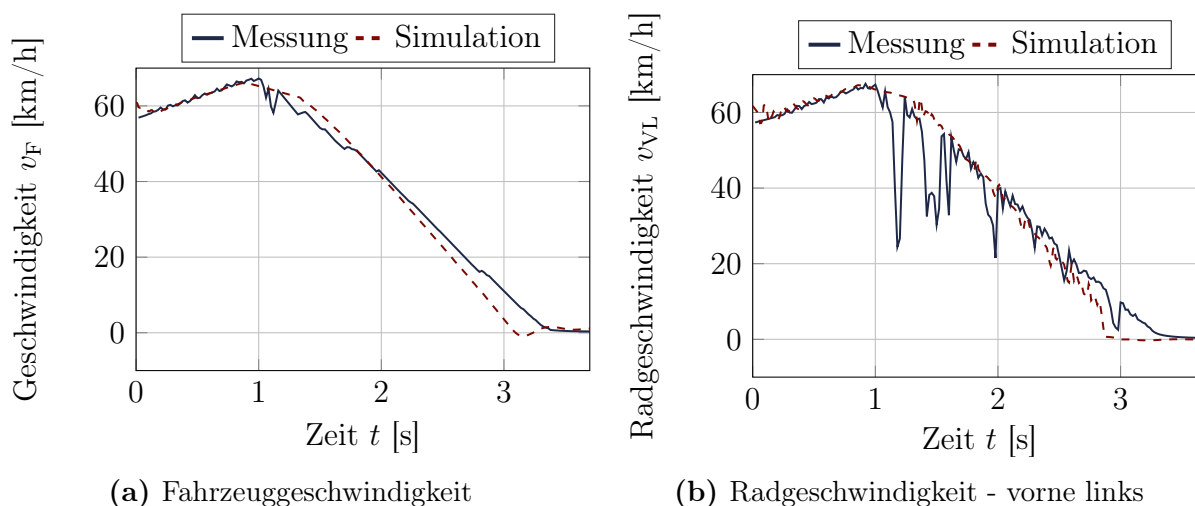 Messung Simulation
Geschwindigkeit v_F [km/h]
60
40
20
0
0 1 2 3
Zeit t [s]
(a) Fahrzeuggeschwindigkeit
Messung Simulation
Radgeschwindigkeit v_VL [km/h]
60
40
20
0
0 1 2 3
Zeit t [s]
(b) Radgeschwindigkeit - vorne links